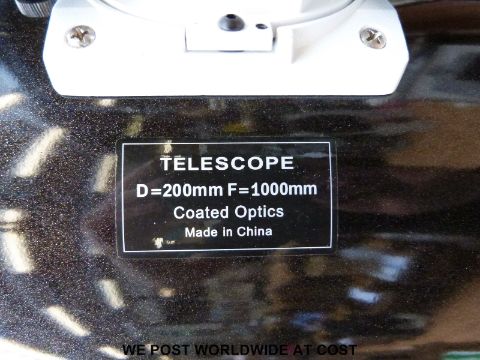 TELESCOPE
D=200mm F=1000mm
Coated Optics
Made in China
WE POST WORLDWIDE AT COST